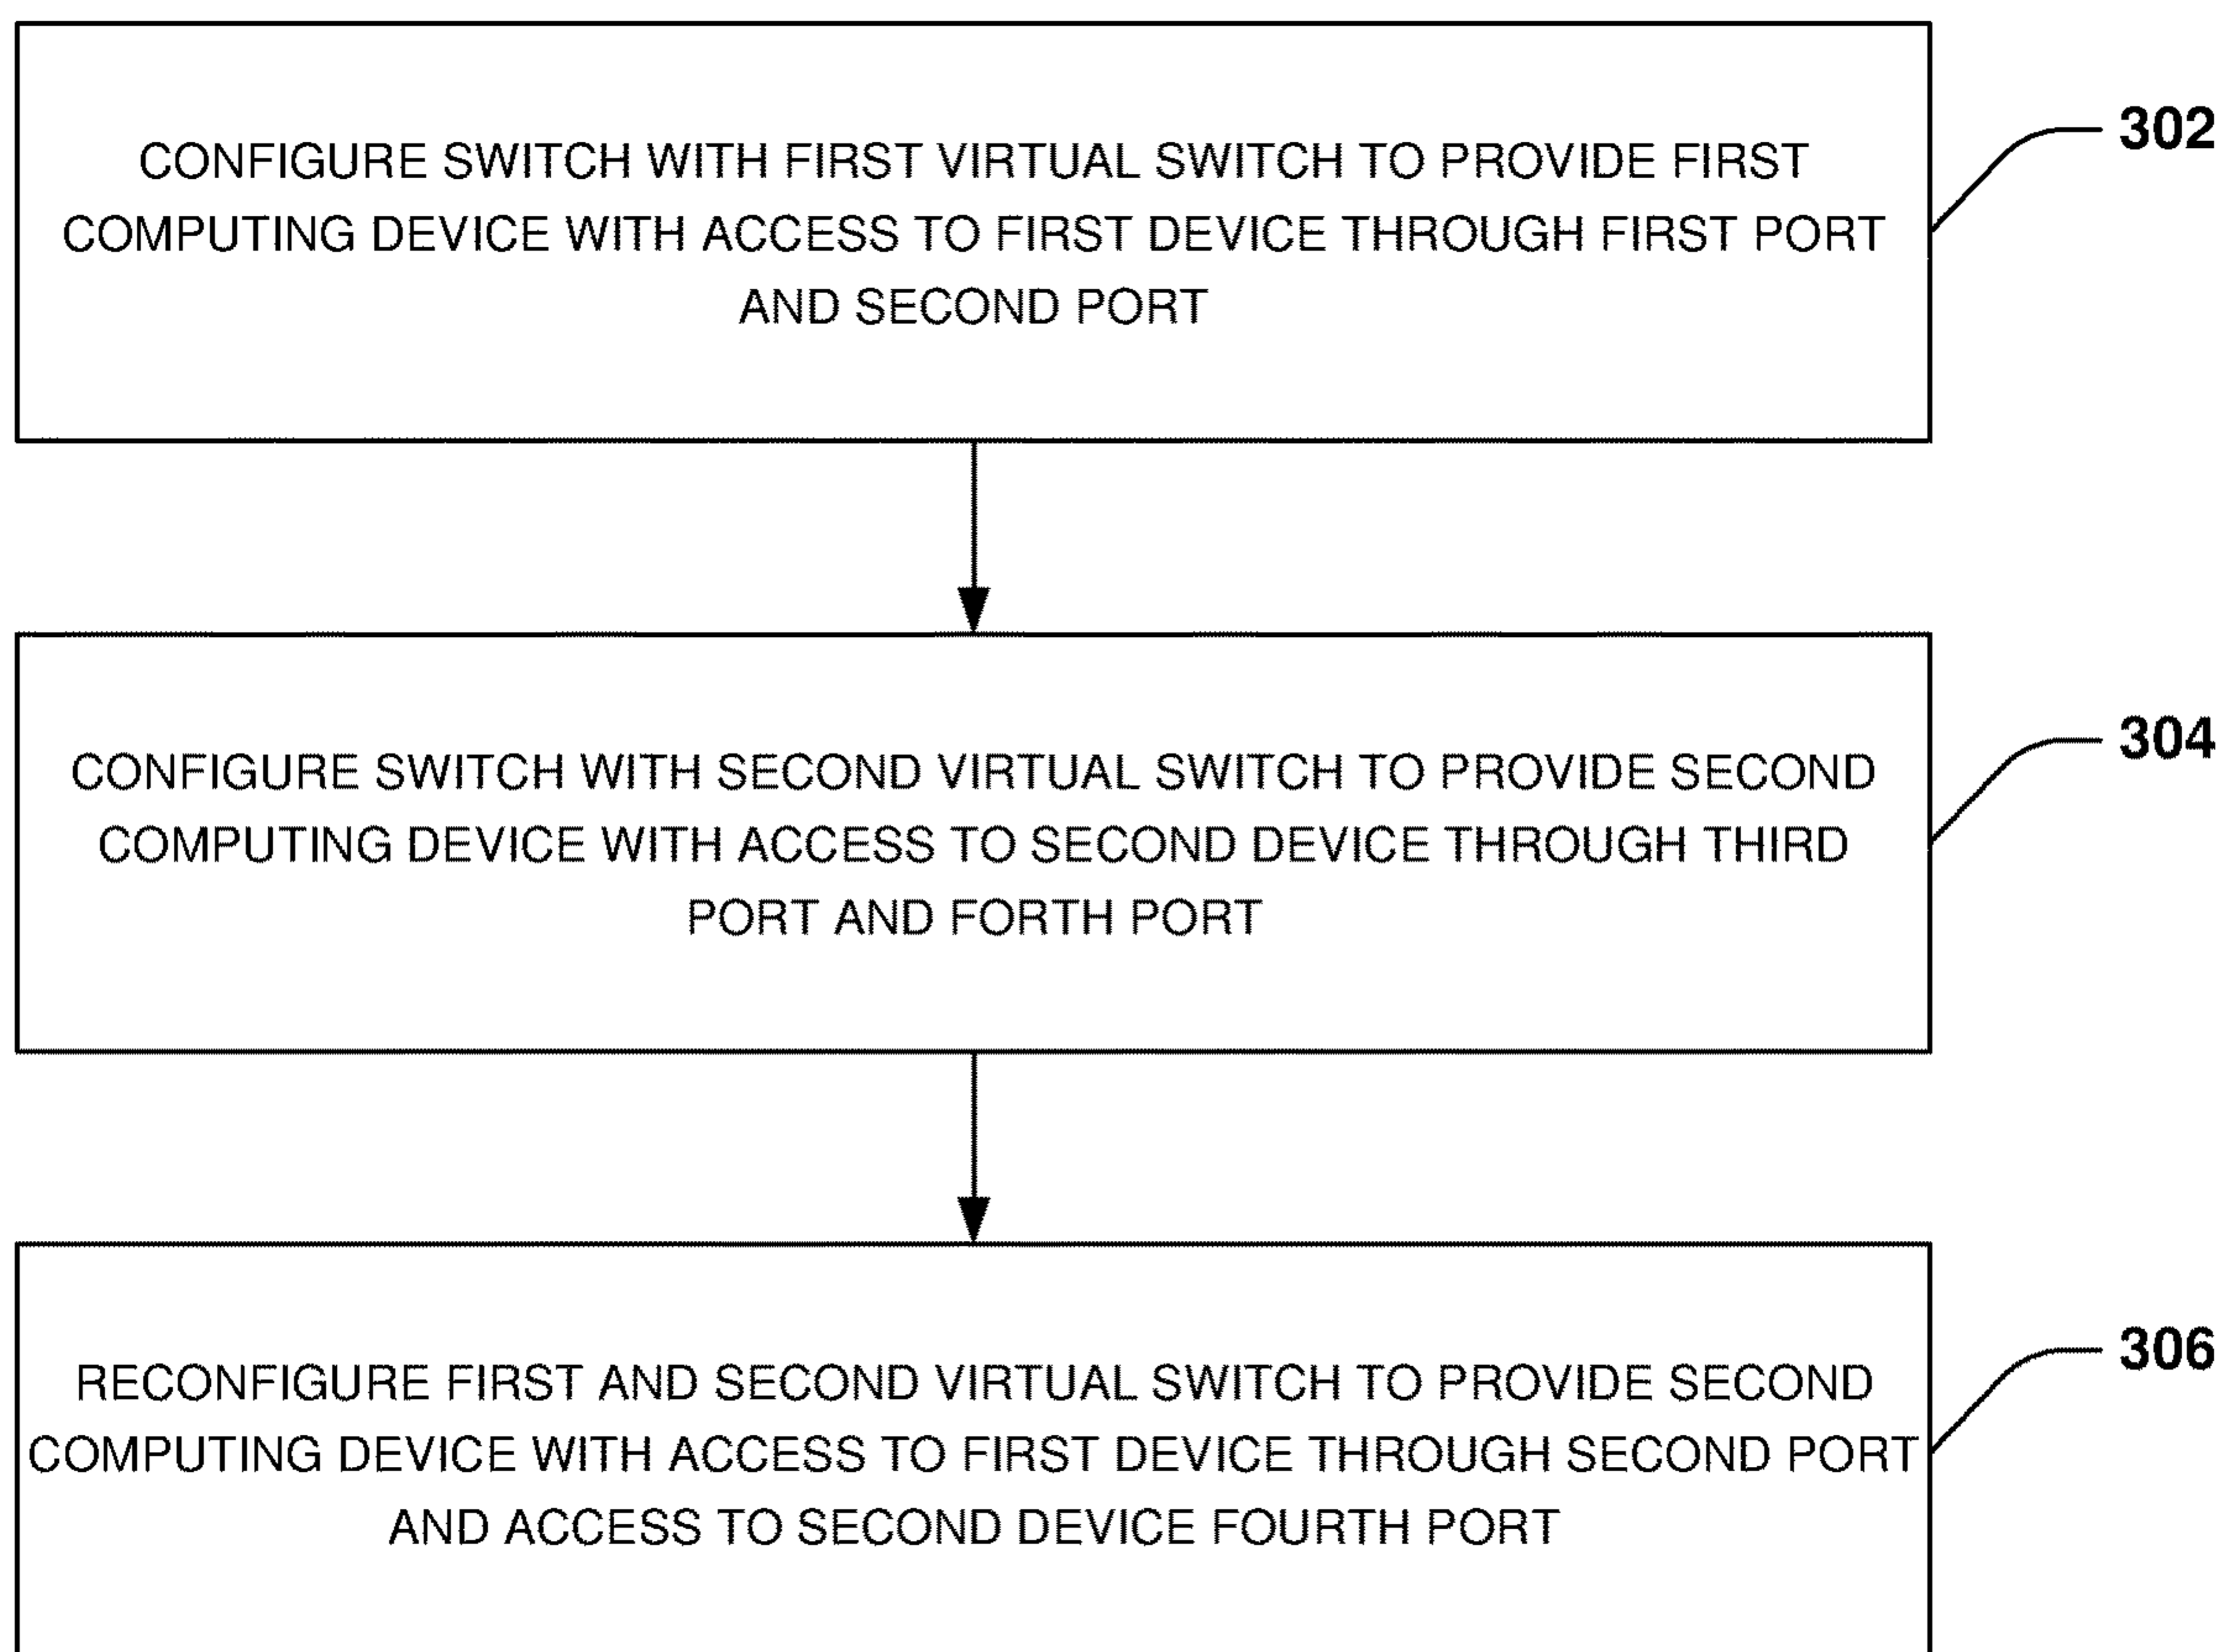 CONFIGURE SWITCH WITH FIRST VIRTUAL SWITCH TO PROVIDE FIRST
COMPUTING DEVICE WITH ACCESS TO FIRST DEVICE THROUGH FIRST PORT
AND SECOND PORT
302
CONFIGURE SWITCH WITH SECOND VIRTUAL SWITCH TO PROVIDE SECOND
COMPUTING DEVICE WITH ACCESS TO SECOND DEVICE THROUGH THIRD
PORT AND FORTH PORT
304
RECONFIGURE FIRST AND SECOND VIRTUAL SWITCH TO PROVIDE SECOND
COMPUTING DEVICE WITH ACCESS TO FIRST DEVICE THROUGH SECOND PORT
AND ACCESS TO SECOND DEVICE FOURTH PORT
306